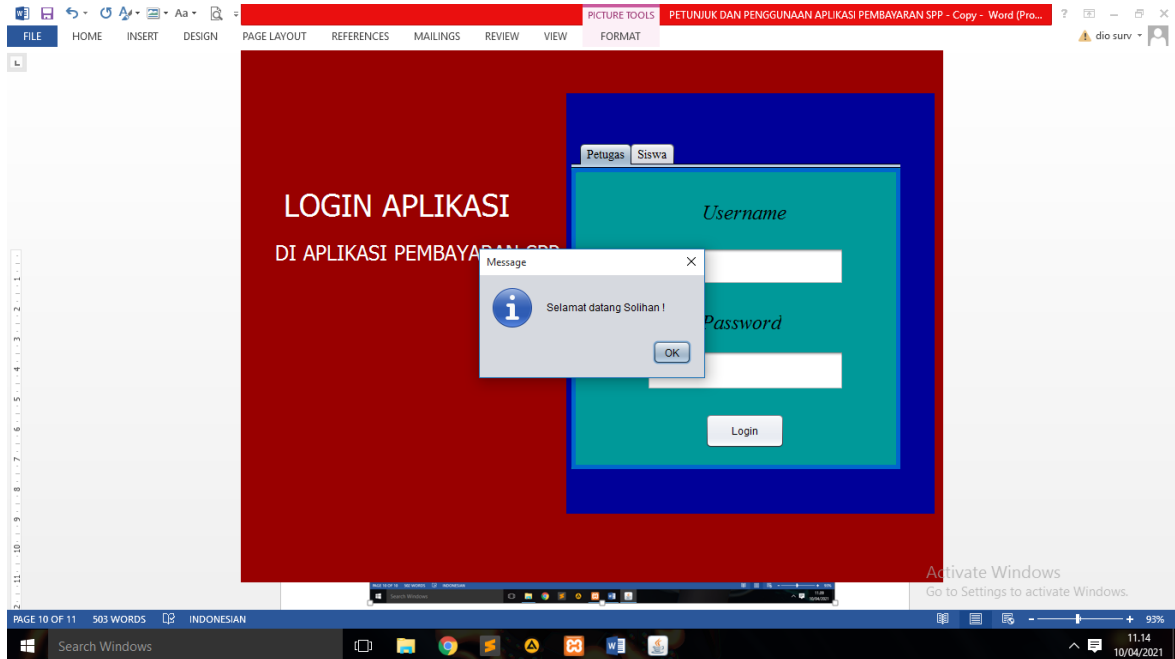 PICTURE TOOLS
PETUNJUK DAN PENGGUNAAN APLIKASI PEMBAYARAN SPP - Copy - Word (Pro...
FILE HOME INSERT DESIGN PAGE LAYOUT REFERENCES MAILINGS REVIEW VIEW FORMAT
dio surv
Petugas Siswa
LOGIN APLIKASI
Username
DI APLIKASI PEMBAYARAN SPP
Message
Selamat datang Solihan !
Password
OK
Login
Activate Windows
Go to Settings to activate Windows.
PAGE 10 OF 11 503 WORDS INDONESIAN
93%
Search Windows
11.14
10/04/2021